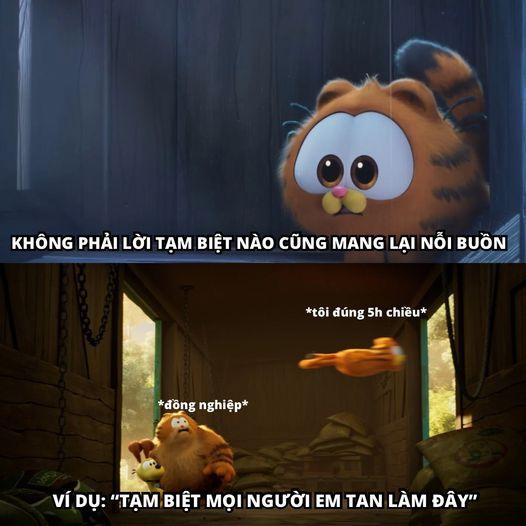 KHÔNG PHẢI LỜI TẠM BIỆT NÀO CŨNG MANG LẠI NỖI BUỒN
*tôi đúng 5h chiều*
*đồng nghiệp*
VÍ DỤ: “TẠM BIỆT MỌI NGƯỜI EM TAN LÀM ĐÂY”